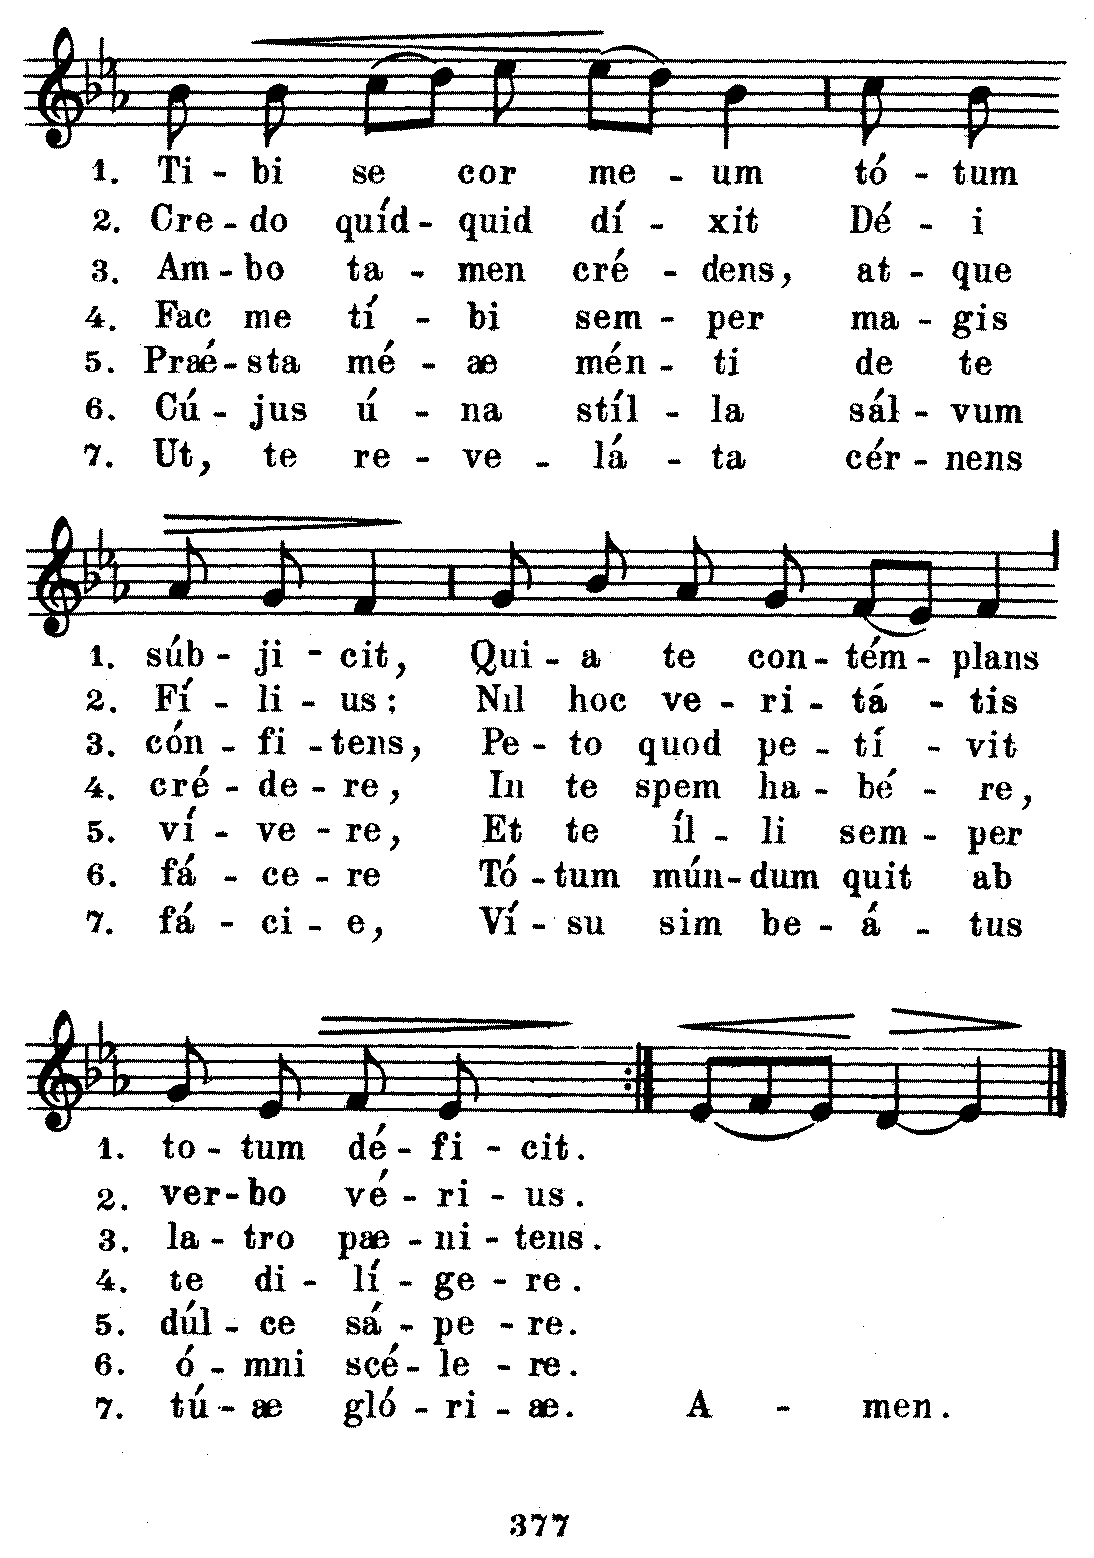 1. Ti - bi se cor me - um tó - tum
2. Cre - do quíd - quid dí - xit Dé - i
3. Am - bo ta - men cré - dens, at - que
4. Fac me tí - bi sem - per ma - gis
5. Praé - sta mé - æ mén - ti de te
6. Cú - jus ú - na stíl - la sál - vum
7. Ut, te re - ve - lá - ta cér - nens
1. súb - ji - cit, Qui - a te con - tém - plans
2. Fí - li - us: Nil hoc ve - ri - tá - tis
3. cón - fi - tens, Pe - to quod pe - tí - vit
4. cré - de - re, In te spem ha - bé - re,
5. ví - ve - re, Et te íl - li sem - per
6. fá - ce - re Tó - tum mún - dum quit ab
7. fá - ci - e, Ví - su sim be - á - tus
1. to - tum dé - fi - cit.
2. ver - bo vé - ri - us.
3. la - tro pæ - ni - tens.
4. te di - lí - ge - re.
5. dúl - ce sá - pe - re.
6. ó - mni scé - le - re.
7. tú - æ gló - ri - æ. A - men.
377